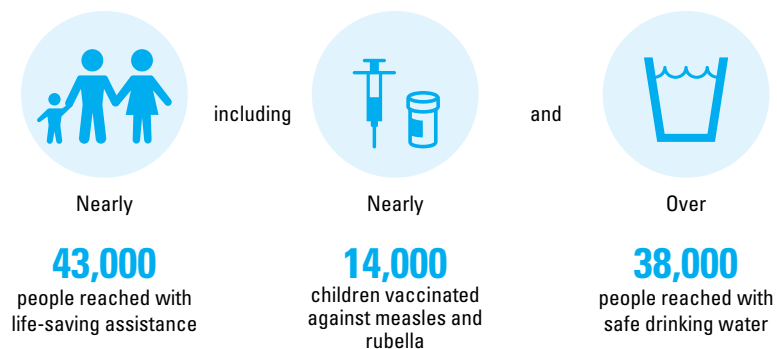 including
and
Nearly
43,000
people reached with
life-saving assistance
Nearly
14,000
children vaccinated
against measles and
rubella
Over
38,000
people reached with
safe drinking water